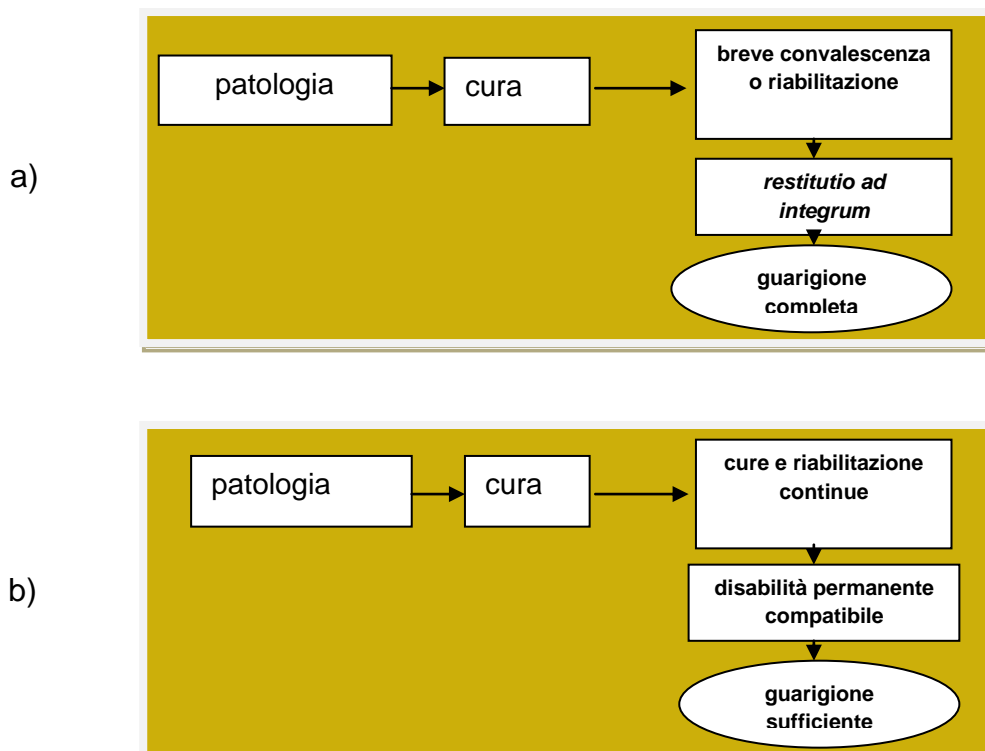 a)
patologia
cura
breve convalescenza
o riabilitazione
restitutio ad
integrum
guarigione
completa
b)
patologia
cura
cure e riabilitazione
continue
disabilità permanente
compatibile
guarigione
sufficiente